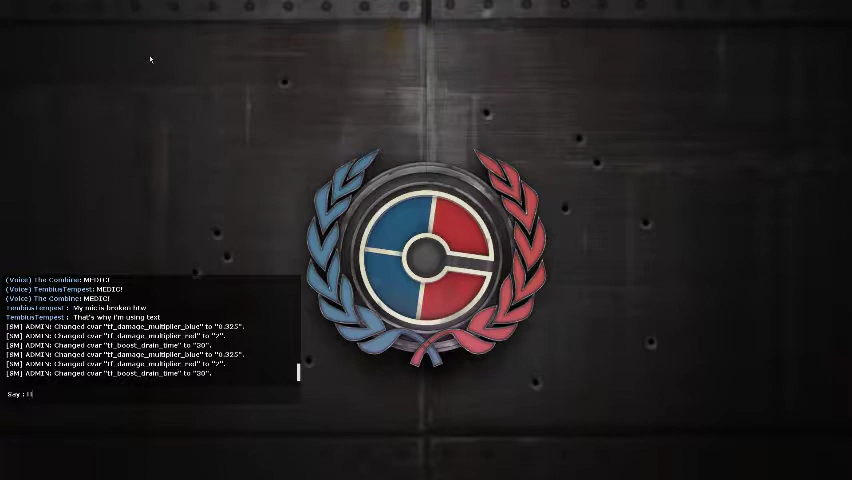 (Voice) The Combine: MEDIC!
(Voice) TembiusTempest: MEDIC!
(Voice) The Combine: MEDIC!
TembiusTempest :  My mic is broken btw
TembiusTempest :  That's why i'm using text
[SM] ADMIN: Changed cvar "tf_damage_multiplier_blue" to "0.325".
[SM] ADMIN: Changed cvar "tf_damage_multiplier_red" to "2".
[SM] ADMIN: Changed cvar "tf_boost_drain_time" to "30".
[SM] ADMIN: Changed cvar "tf_damage_multiplier_blue" to "0.325".
[SM] ADMIN: Changed cvar "tf_damage_multiplier_red" to "2".
[SM] ADMIN: Changed cvar "tf_boost_drain_time" to "30".
Say :